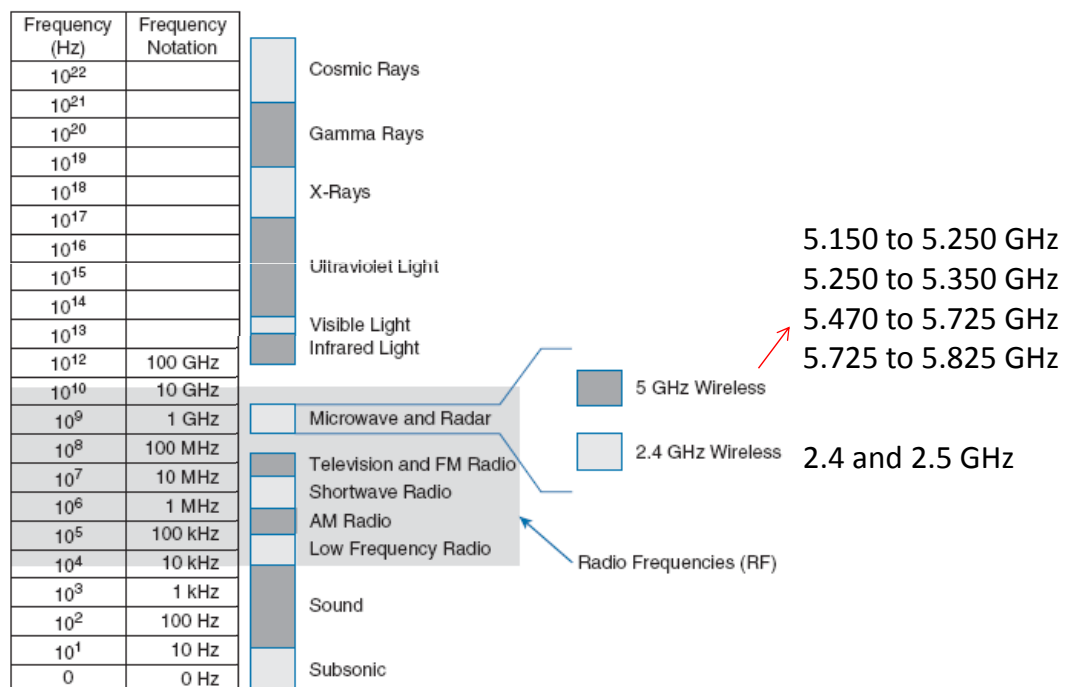 Frequency (Hz) Frequency Notation
10²²
10²¹
10²⁰
10¹⁹
10¹⁸
10¹⁷
10¹⁶
10¹⁵
10¹⁴
10¹³
10¹² 100 GHz
10¹⁰ 10 GHz
10⁹ 1 GHz
10⁸ 100 MHz
10⁷ 10 MHz
10⁶ 1 MHz
10⁵ 100 kHz
10⁴ 10 kHz
10³ 1 kHz
10² 100 Hz
10¹ 10 Hz
0 0 Hz
Cosmic Rays
Gamma Rays
X-Rays
Ultraviolet Light
Visible Light
Infrared Light
Microwave and Radar
Television and FM Radio
Shortwave Radio
AM Radio
Low Frequency Radio
Sound
Subsonic
5 GHz Wireless
2.4 GHz Wireless
Radio Frequencies (RF)
5.150 to 5.250 GHz
5.250 to 5.350 GHz
5.470 to 5.725 GHz
5.725 to 5.825 GHz
2.4 and 2.5 GHz